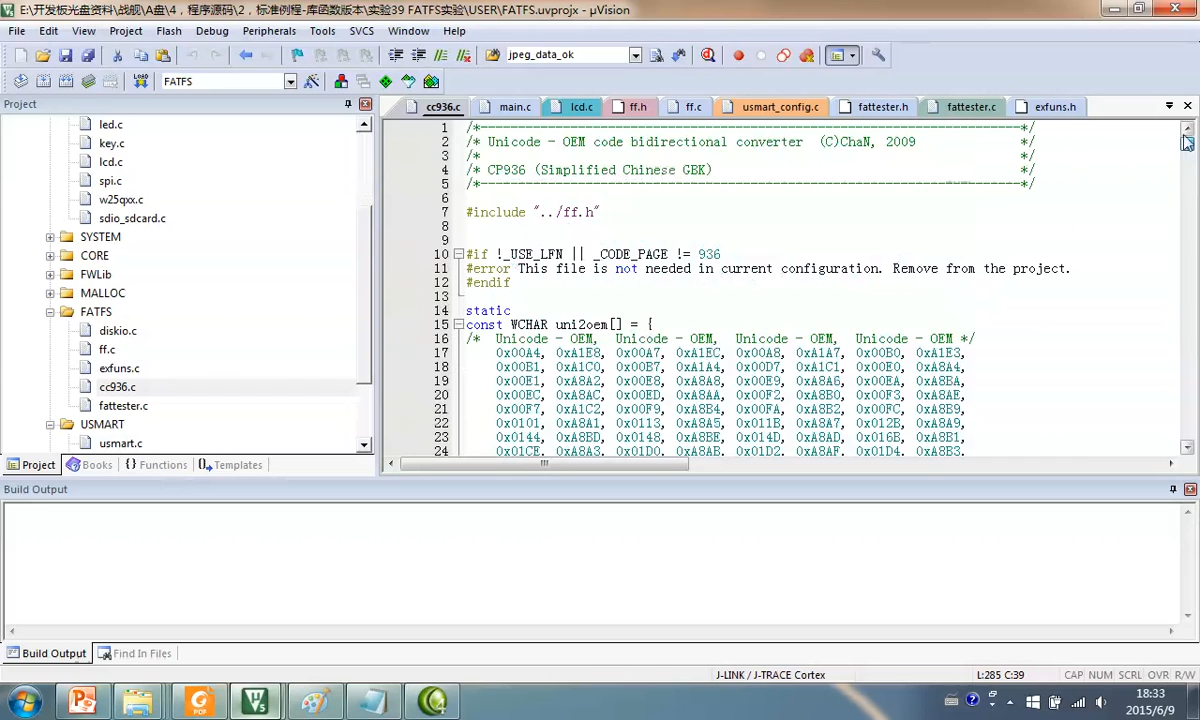 E:\开发板光盘资料\战舰\A盘\4，程序源码\2，标准例程-库函数版本\实验39 FATFS实验\USER\FATFS.uvprojx - µVision
File Edit View Project Flash Debug Peripherals Tools SVCS Window Help
jpeg_data_ok
LOAD FATFS
Project
cc936.c main.c lcd.c ff.h ff.c usmart_config.c fattester.h fattester.c exfuns.h
led.c
key.c
lcd.c
spi.c
w25qxx.c
sdio_sdcard.c
SYSTEM
CORE
FWLib
MALLOC
FATFS
diskio.c
ff.c
exfuns.c
cc936.c
fattester.c
USMART
usmart.c
Project Books {} Functions Templates
1 /*------------------------------------------------------------------------*/
2 /* Unicode - OEM code bidirectional converter  (C)ChaN, 2009
3 /* */
4 /* CP936 (Simplified Chinese GBK) */
5 /*------------------------------------------------------------------------*/
6
7 #include "../ff.h"
8
9
10 #if !_USE_LFN || _CODE_PAGE != 936
11 #error This file is not needed in current configuration. Remove from the project.
12 #endif
13
14 static
15 const WCHAR uni2oem[] = {
16 /*  Unicode - OEM,  Unicode - OEM,  Unicode - OEM,  Unicode - OEM */
17 0x00A4, 0xA1E8, 0x00A7, 0xA1EC, 0x00A8, 0xA1A7, 0x00B0, 0xA1E3,
18 0x00B1, 0xA1C0, 0x00B7, 0xA1A4, 0x00D7, 0xA1C1, 0x00E0, 0xA8A4,
19 0x00E1, 0xA8A2, 0x00E8, 0xA8A8, 0x00E9, 0xA8A6, 0x00EA, 0xA8BA,
20 0x00EC, 0xA8AC, 0x00ED, 0xA8AA, 0x00F2, 0xA8B0, 0x00F3, 0xA8AE,
21 0x00F7, 0xA1C2, 0x00F9, 0xA8B4, 0x00FA, 0xA8B2, 0x00FC, 0xA8B9,
22 0x0101, 0xA8A1, 0x0113, 0xA8A5, 0x011B, 0xA8A7, 0x012B, 0xA8A9,
23 0x0144, 0xA8BD, 0x0148, 0xA8BE, 0x014D, 0xA8AD, 0x016B, 0xA8B1,
24 0x01CE, 0xA8A3, 0x01D0, 0xA8AB, 0x01D2, 0xA8AF, 0x01D4, 0xA8B3,
Build Output
Build Output Find In Files
J-LINK / J-TRACE Cortex L:285 C:39 CAP NUM SCRL OVR R/W
18:33
2015/6/9